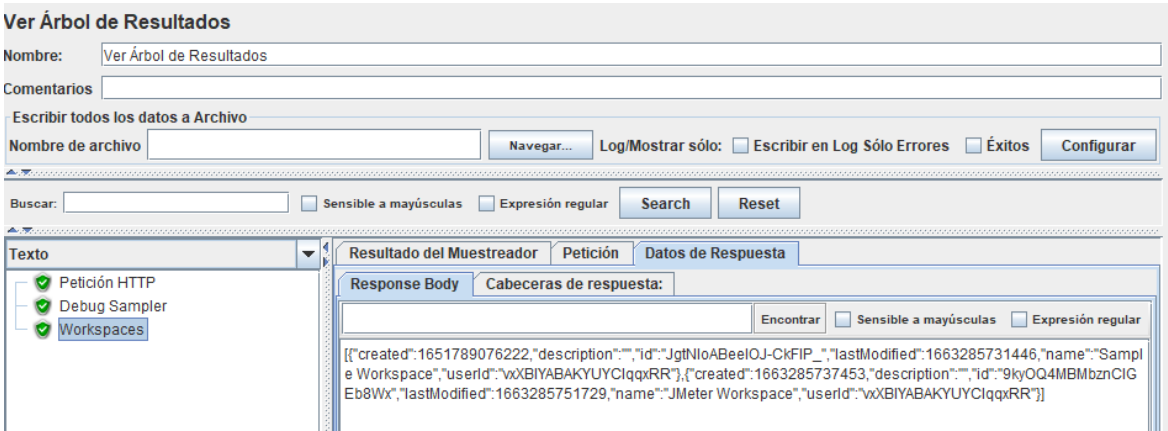 Ver Árbol de Resultados
Nombre: Ver Árbol de Resultados
Comentarios
Escribir todos los datos a Archivo
Nombre de archivo Navegar... Log/Mostrar sólo: Escribir en Log Sólo Errores Éxitos Configurar
Buscar: Sensible a mayúsculas Expresión regular Search Reset
Texto
Petición HTTP
Debug Sampler
Workspaces
Resultado del Muestreador Petición Datos de Respuesta
Response Body Cabeceras de respuesta:
Encontrar Sensible a mayúsculas Expresión regular
[{"created":1651789076222,"description":"","id":"JgtNIoABeelOJ-CkFIP_","lastModified":1663285731446,"name":"Sampl
e Workspace","userId":"vxXBIYABAKYUYCIqqxRR"},{"created":1663285737453,"description":"","id":"9kyOQ4MBMbznCIG
Eb8Wx","lastModified":1663285751729,"name":"JMeter Workspace","userId":"vxXBIYABAKYUYCIqqxRR"}]